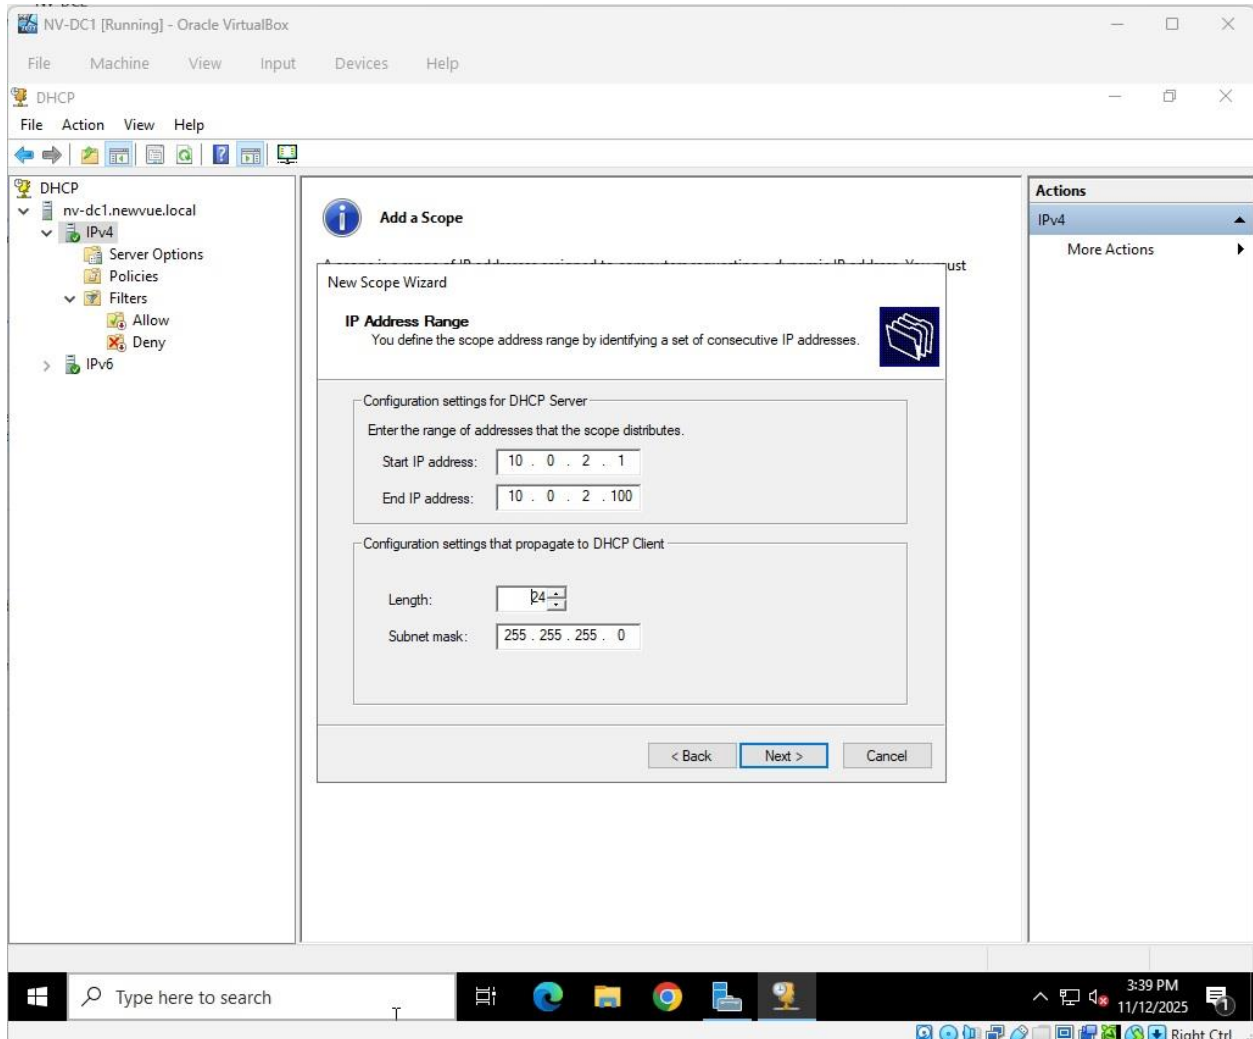 NV-DC1 [Running] - Oracle VirtualBox
File Machine View Input Devices Help
DHCP
File Action View Help
DHCP
nv-dc1.newvue.local
IPv4
Server Options
Policies
Filters
Allow
Deny
IPv6
Add a Scope
ust
New Scope Wizard
IP Address Range
You define the scope address range by identifying a set of consecutive IP addresses.
Configuration settings for DHCP Server
Enter the range of addresses that the scope distributes.
Start IP address: 10 . 0 . 2 . 1
End IP address: 10 . 0 . 2 . 100
Configuration settings that propagate to DHCP Client
Length: 24
Subnet mask: 255 . 255 . 255 . 0
< Back Next > Cancel
Actions
IPv4
More Actions
Type here to search
3:39 PM
11/12/2025
1
Right Ctrl